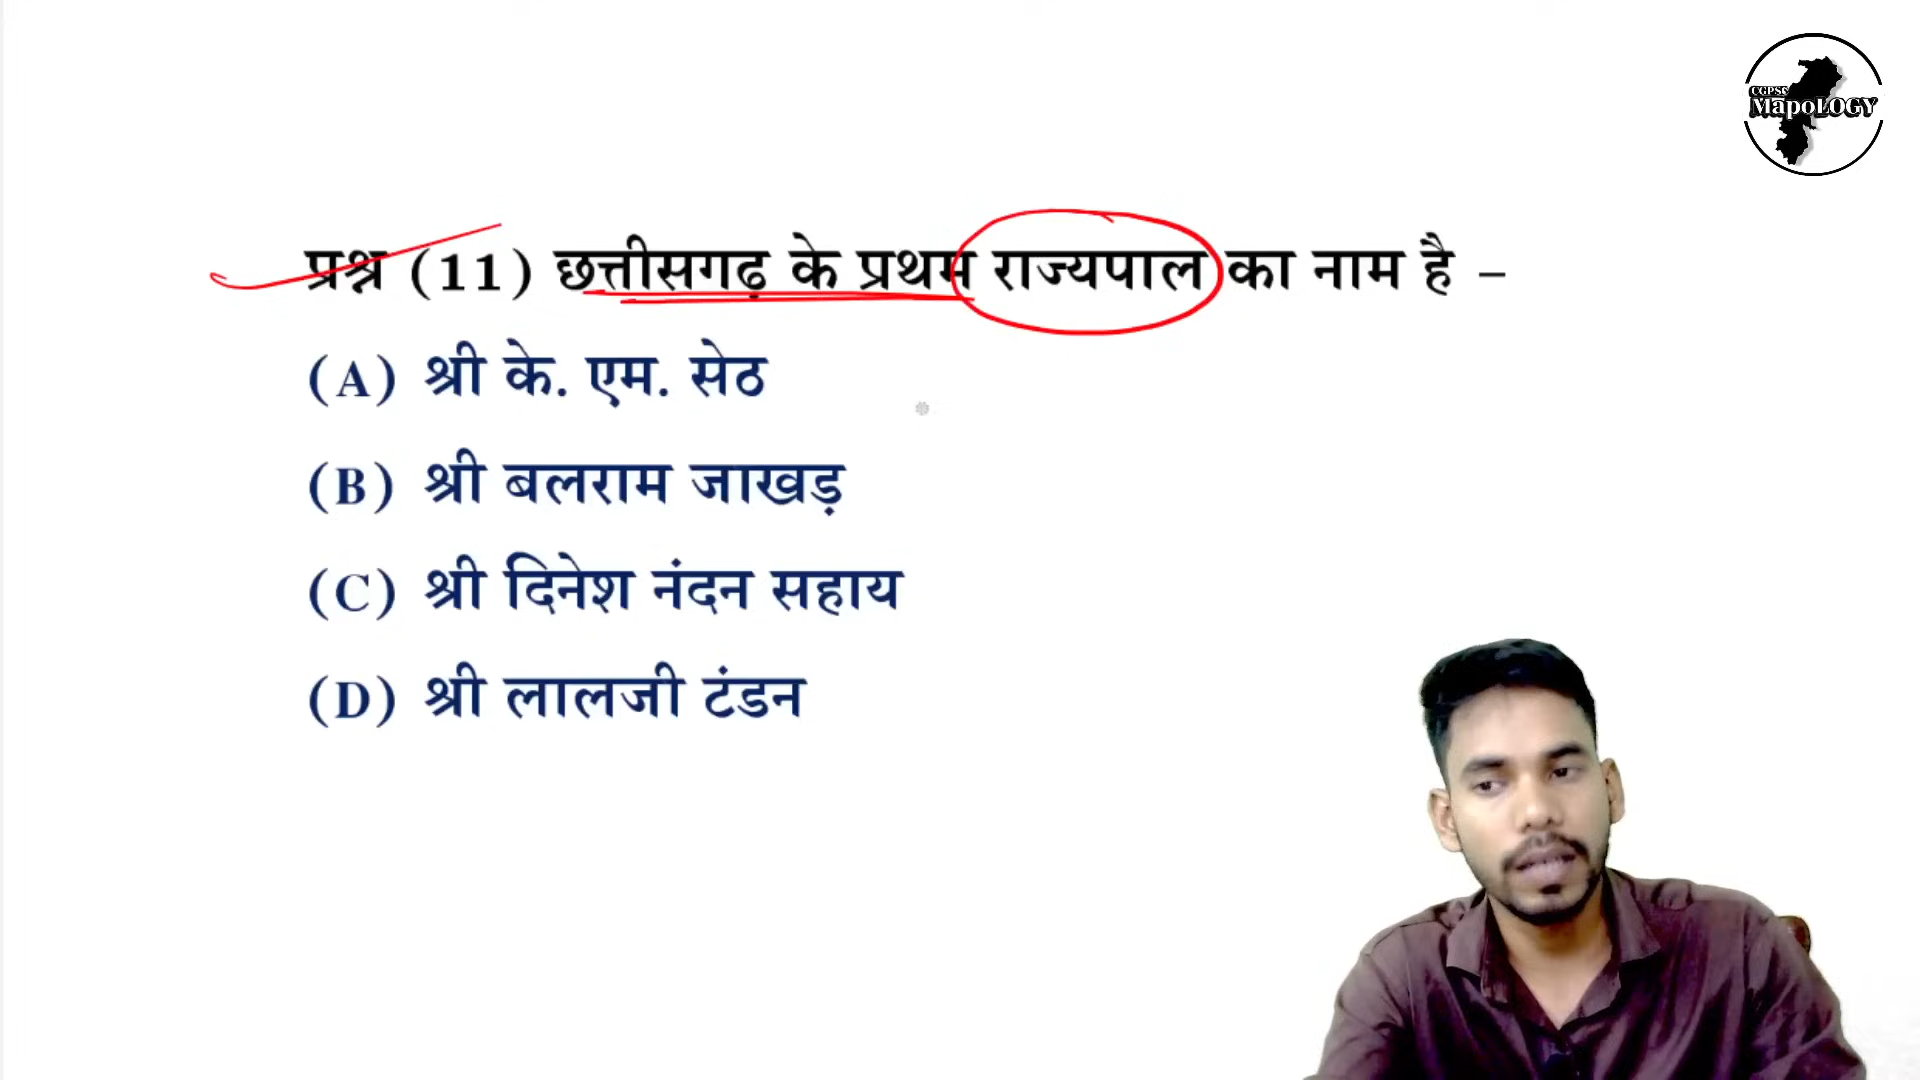 CGPSC
MapoLOGY
प्रश्न (11) छत्तीसगढ़ के प्रथम राज्यपाल का नाम है –
(A) श्री के. एम. सेठ
(B) श्री बलराम जाखड़
(C) श्री दिनेश नंदन सहाय
(D) श्री लालजी टंडन